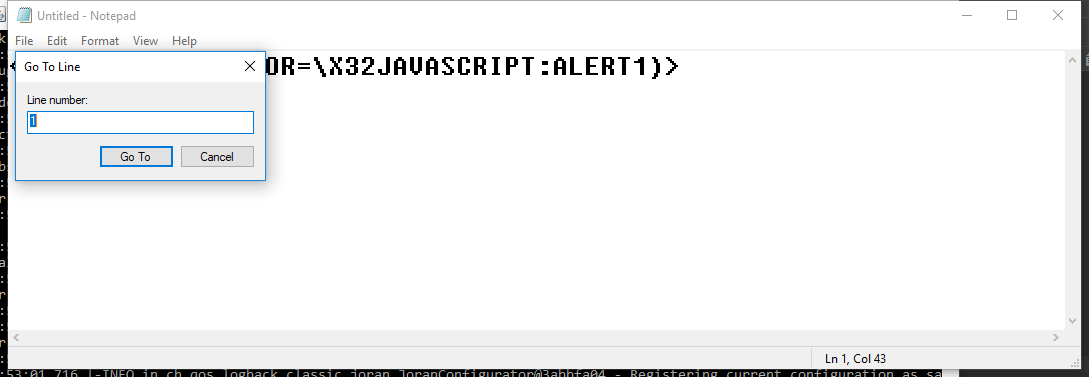 Untitled - Notepad
File Edit Format View Help
OR=\X32JAVASCRIPT:ALERT1)>
Go To Line
Line number:
1
Go To Cancel
Ln 1, Col 43
:53:01,716 |-INFO in ch.qos.logback.classic.joran.JoranConfigurator@3abbfa04 - Registering current configuration as sa